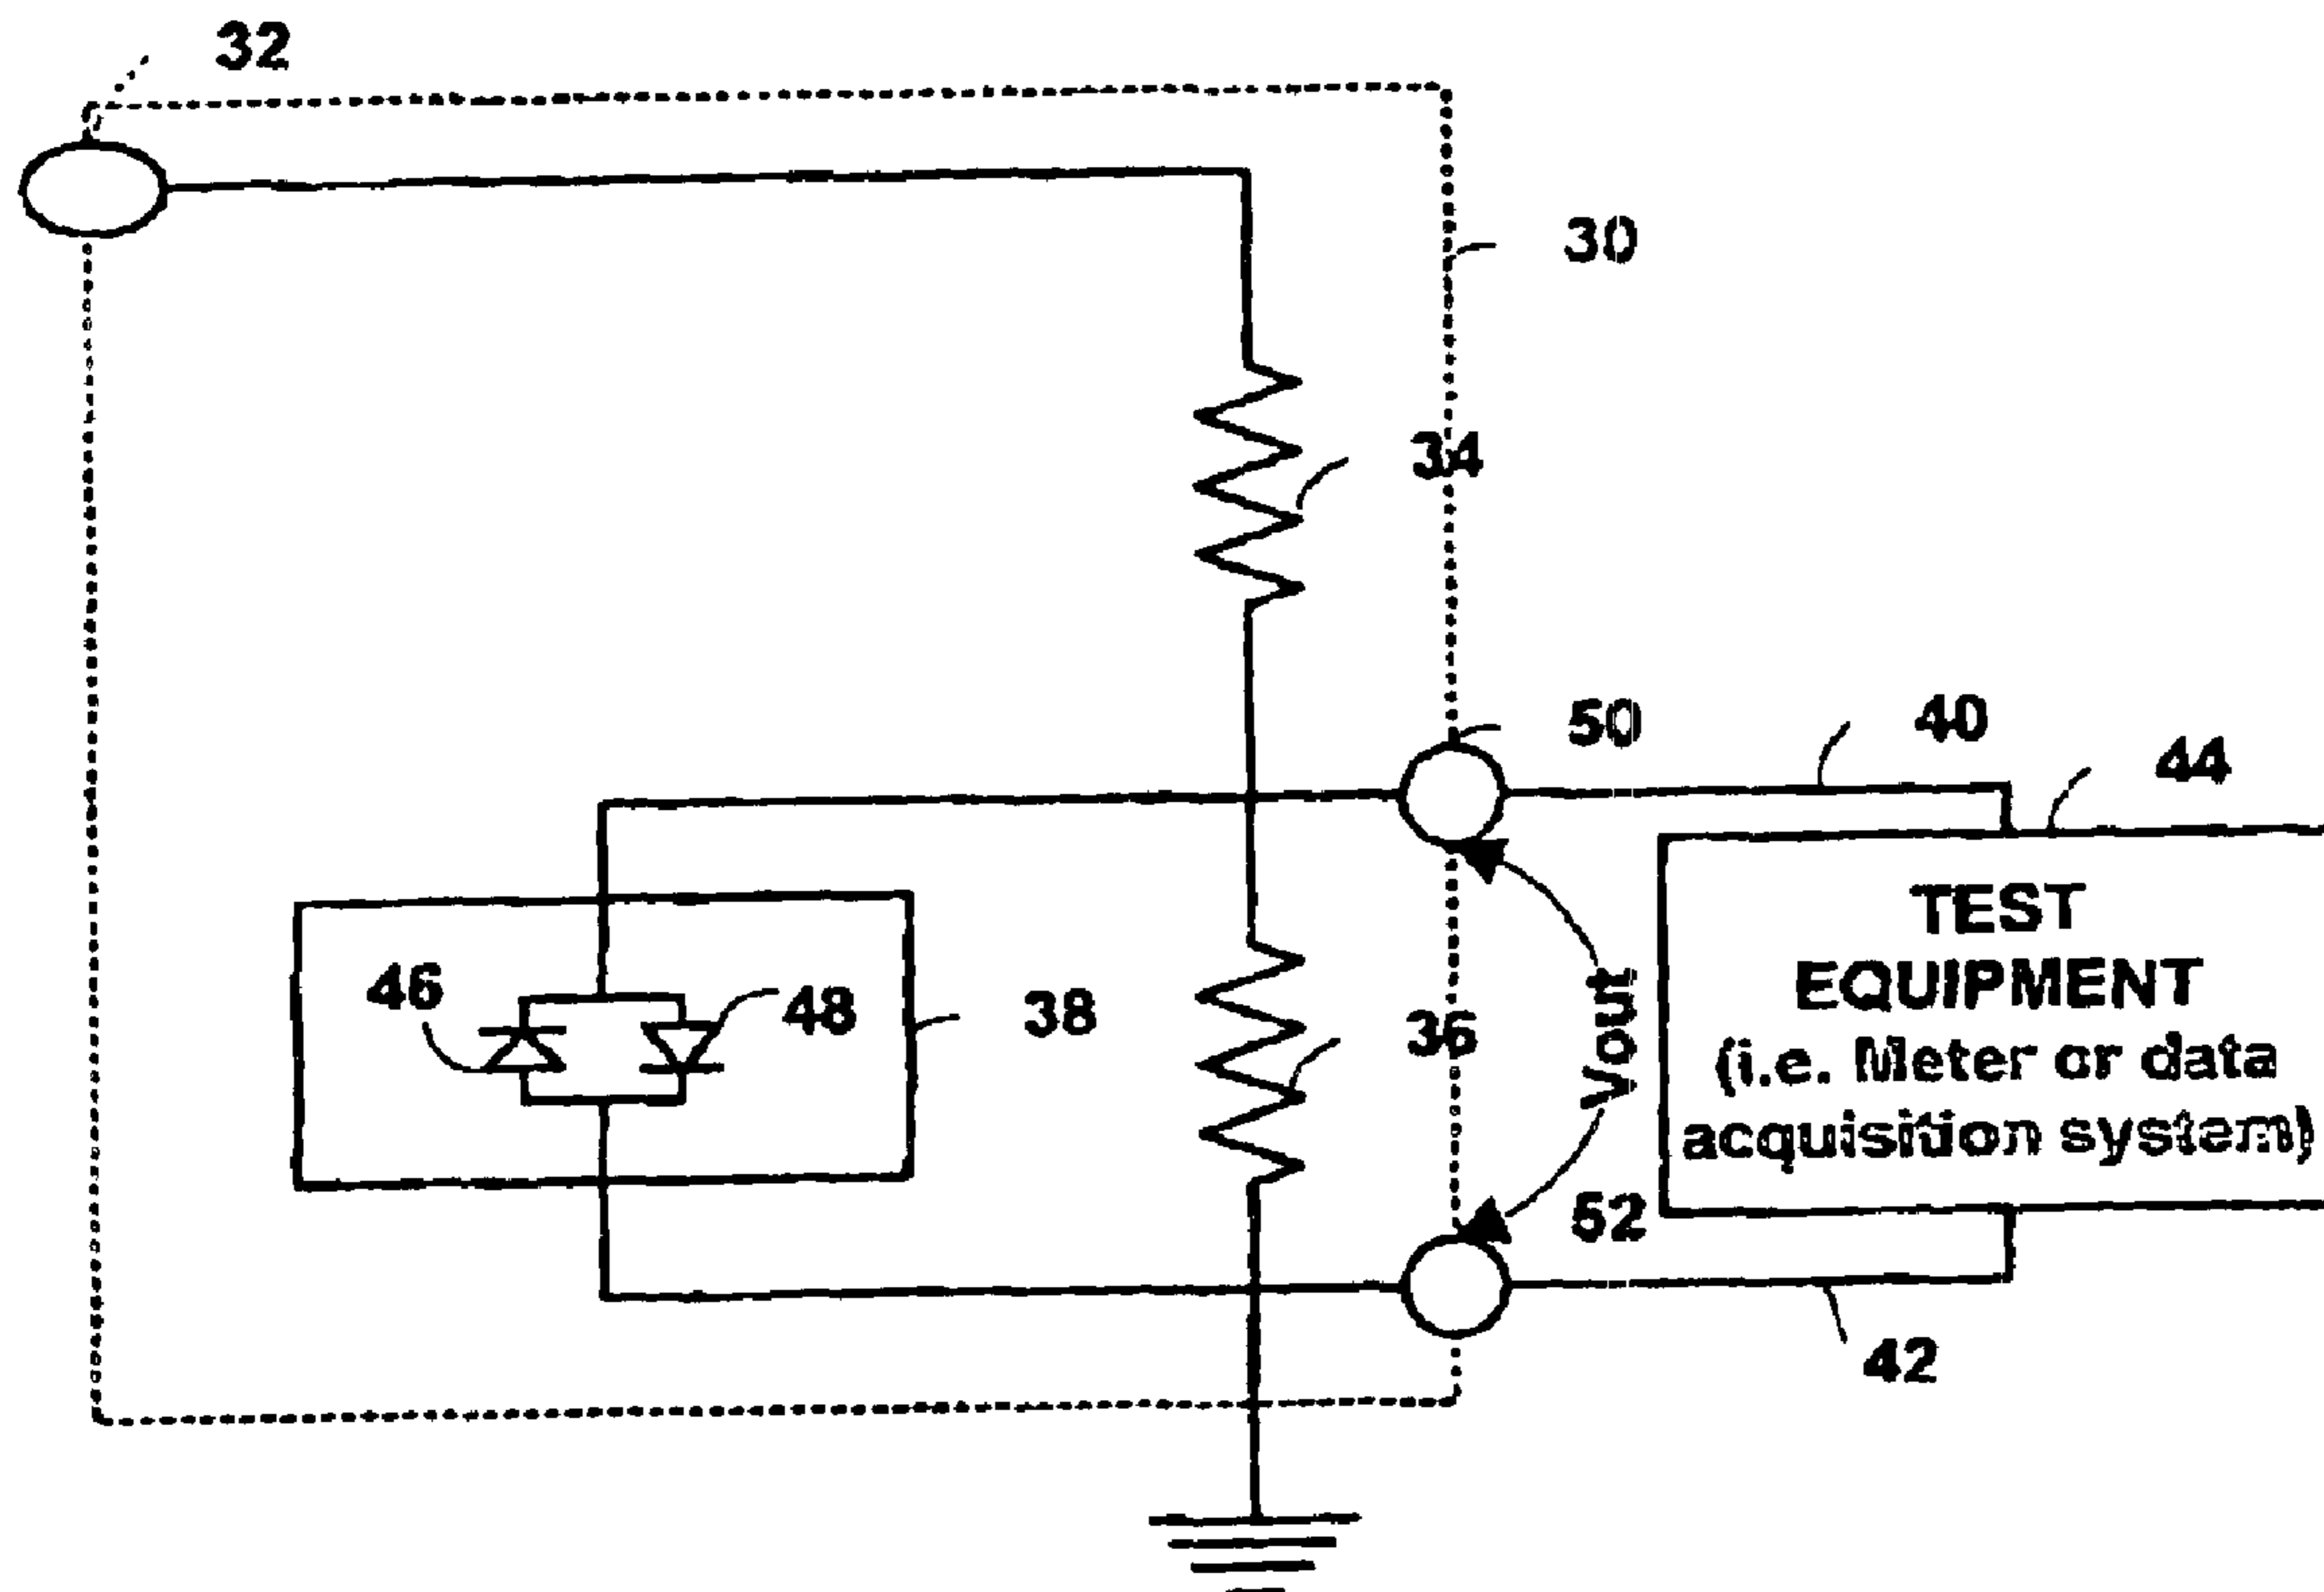 32
30
34
50
40
44
TEST
EQUIPMENT
(i.e. Meter or data
acquisition system)
46
48
38
36
Vout
52
42